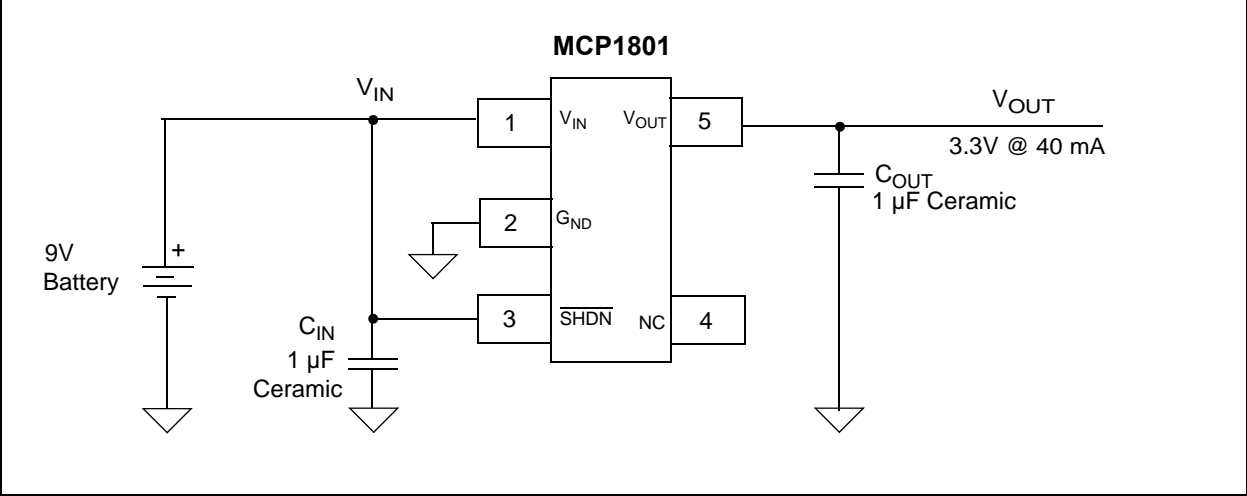 MCP1801
VIN
1
VIN
VOUT
5
VOUT
3.3V @ 40 mA
COUT
1 µF Ceramic
2
GND
9V
Battery
+
CIN
1 µF
Ceramic
3
SHDN
NC
4